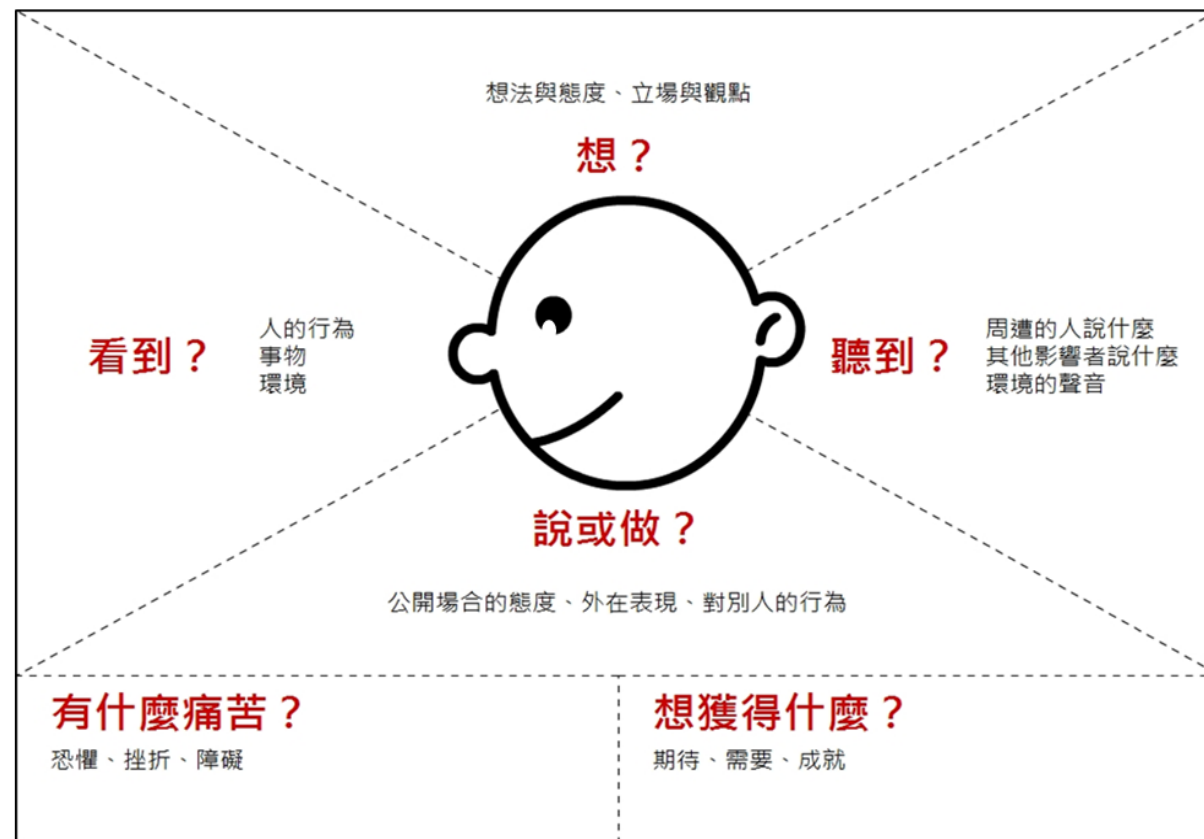 想法與態度、立場與觀點
想？
看到？
人的行為
事物
環境
聽到？
周遭的人說什麼
其他影響者說什麼
環境的聲音
說或做？
公開場合的態度、外在表現、對別人的行為
有什麼痛苦？
恐懼、挫折、障礙
想獲得什麼？
期待、需要、成就